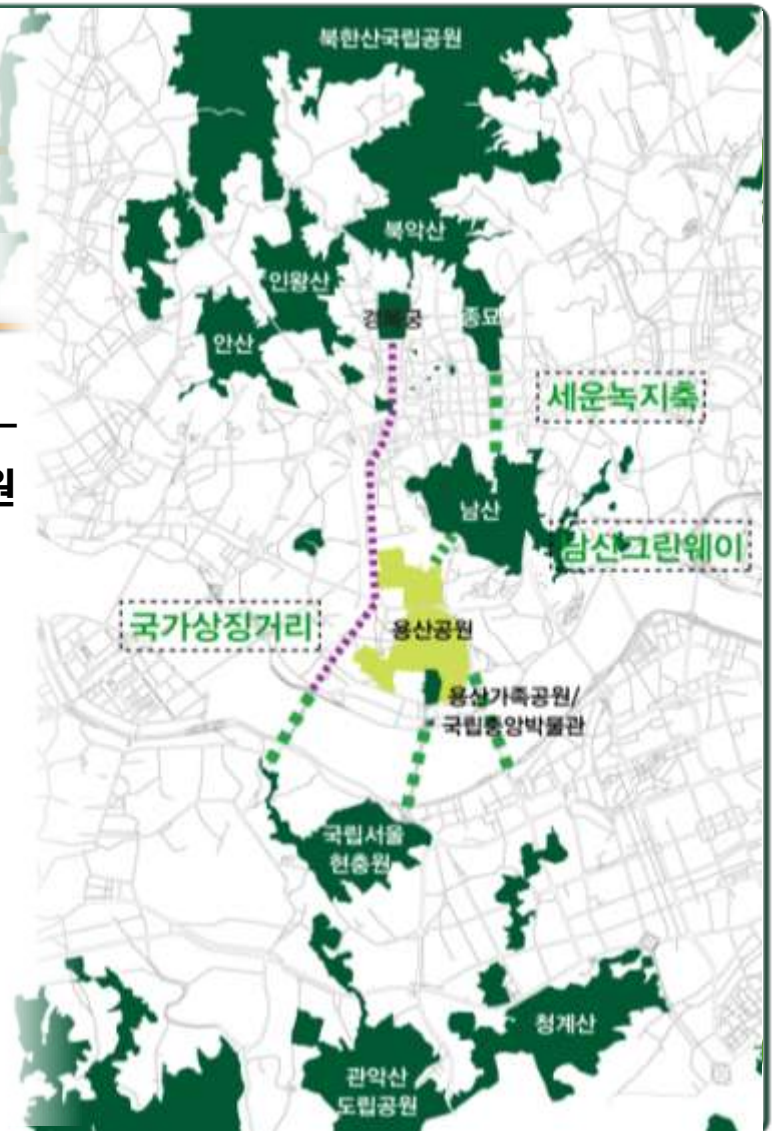 북한산국립공원
북악산
인왕산
경복궁
종묘
안산
세운녹지축
원
남산
남산그린웨이
국가상징거리
용산공원
용산가족공원/
국립중앙박물관
국립서울
현충원
청계산
관악산
도립공원